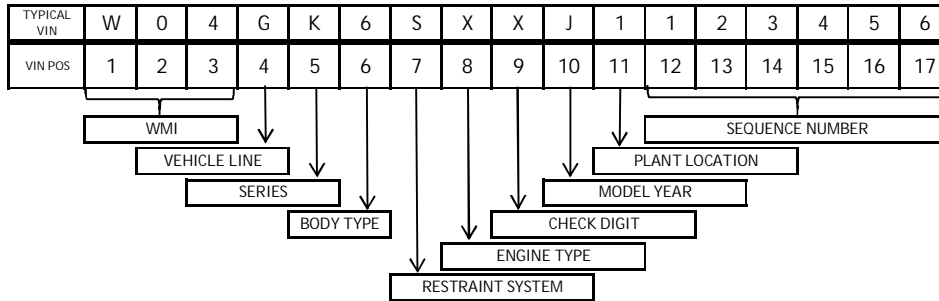 TYPICAL VIN W 0 4 G K 6 S X X J 1 1 2 3 4 5 6
VIN POS 1 2 3 4 5 6 7 8 9 10 11 12 13 14 15 16 17
WMI SEQUENCE NUMBER
VEHICLE LINE PLANT LOCATION
SERIES MODEL YEAR
BODY TYPE CHECK DIGIT
ENGINE TYPE
RESTRAINT SYSTEM